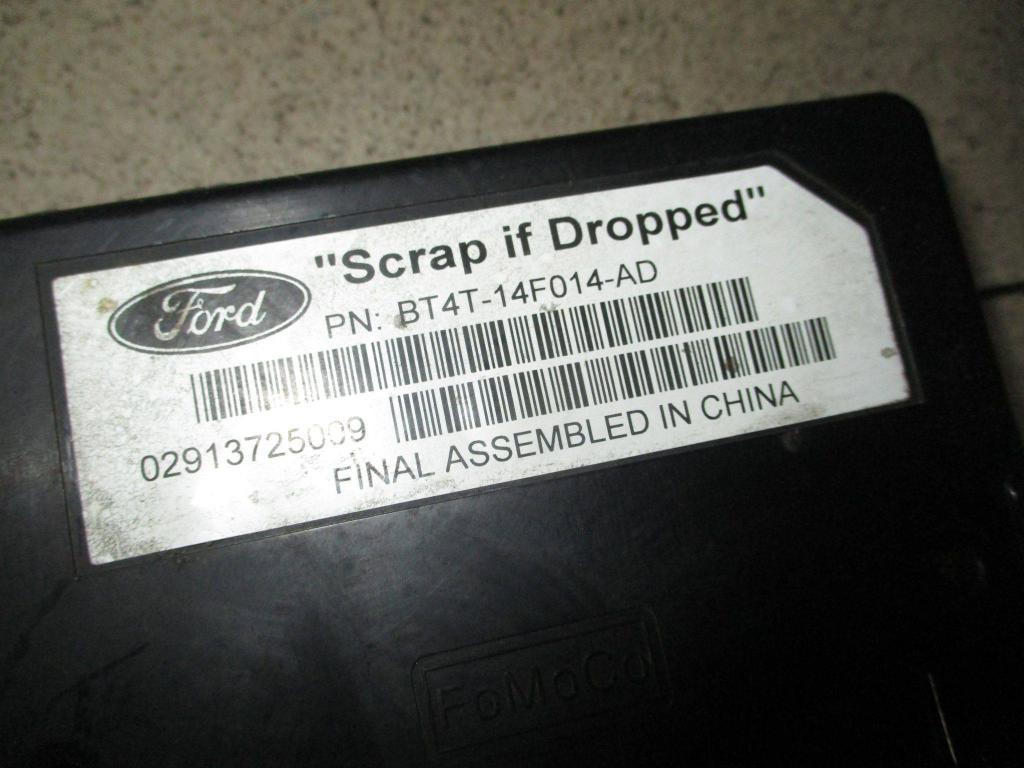 "Scrap if Dropped"
Ford
PN: BT4T-14F014-AD
02913725009
FINAL ASSEMBLED IN CHINA
FoMoCo